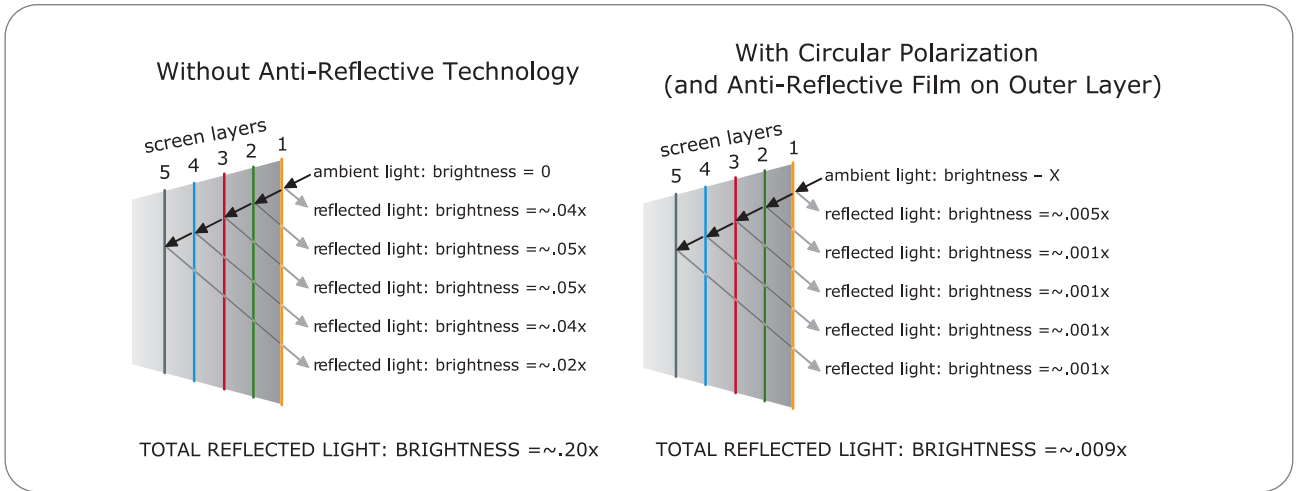 Without Anti-Reflective Technology
screen layers
5 4 3 2 1
ambient light: brightness = 0
reflected light: brightness =~.04x
reflected light: brightness =~.05x
reflected light: brightness =~.05x
reflected light: brightness =~.04x
reflected light: brightness =~.02x
TOTAL REFLECTED LIGHT: BRIGHTNESS =~.20x
With Circular Polarization
(and Anti-Reflective Film on Outer Layer)
screen layers
5 4 3 2 1
ambient light: brightness – X
reflected light: brightness =~.005x
reflected light: brightness =~.001x
reflected light: brightness =~.001x
reflected light: brightness =~.001x
reflected light: brightness =~.001x
TOTAL REFLECTED LIGHT: BRIGHTNESS =~.009x